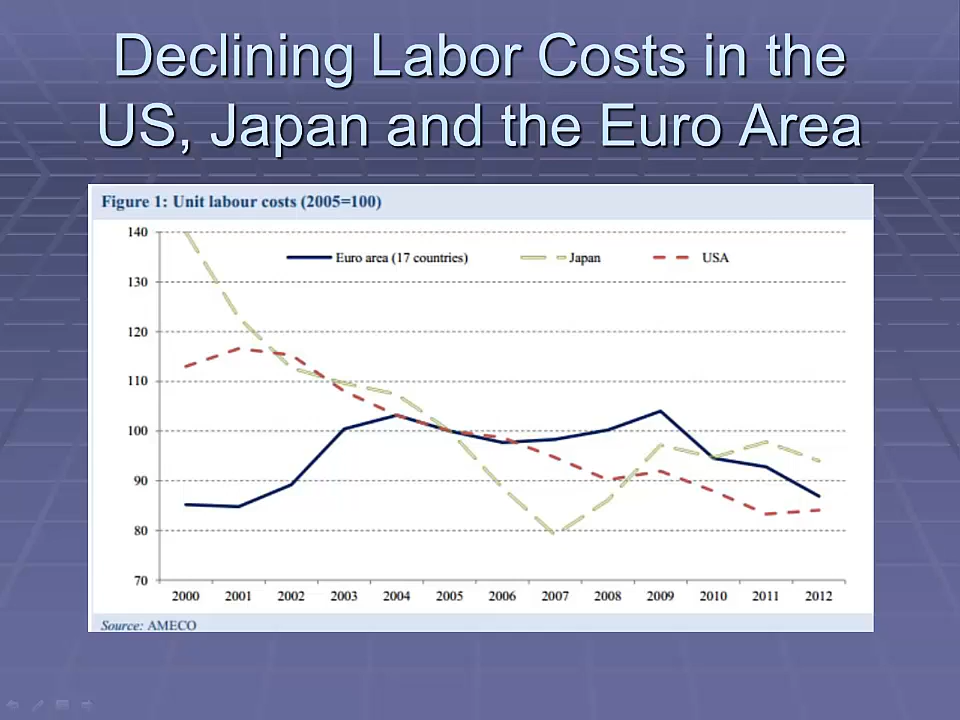 Declining Labor Costs in the
US, Japan and the Euro Area
Figure 1: Unit labour costs (2005=100)
140
Euro area (17 countries) Japan USA
130
120
110
100
90
80
70
2000 2001 2002 2003 2004 2005 2006 2007 2008 2009 2010 2011 2012
Source: AMECO